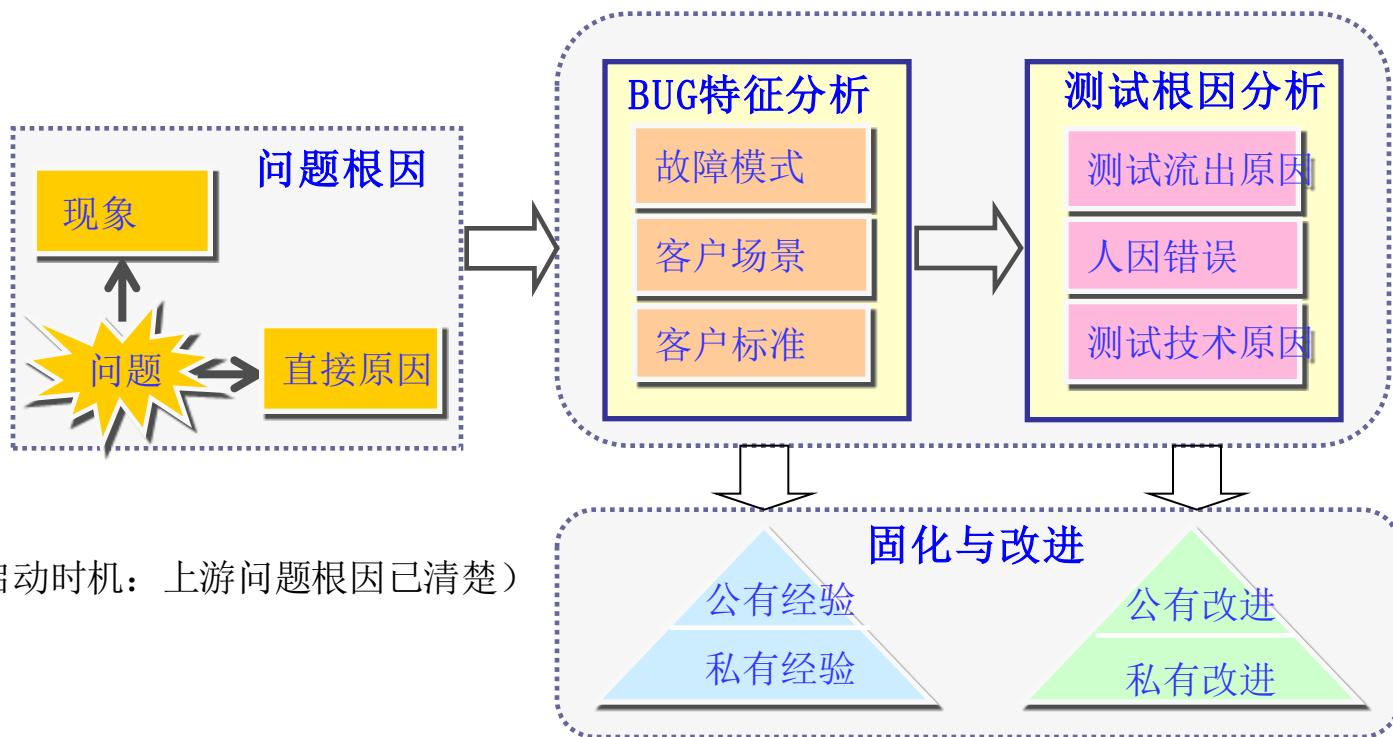 问题根因
现象
问题
直接原因
BUG特征分析
故障模式
客户场景
客户标准
测试根因分析
测试流出原因
人因错误
测试技术原因
动时机：上游问题根因已清楚）
固化与改进
公有经验
私有经验
公有改进
私有改进